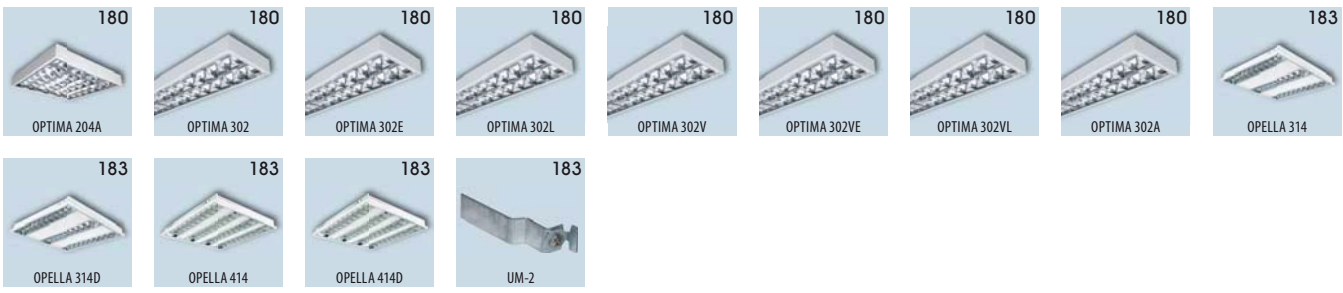 180
OPTIMA 204A
180
OPTIMA 302
180
OPTIMA 302E
180
OPTIMA 302L
180
OPTIMA 302V
180
OPTIMA 302VE
180
OPTIMA 302VL
180
OPTIMA 302A
183
OPELLA 314
183
OPELLA 314D
183
OPELLA 414
183
OPELLA 414D
183
UM-2